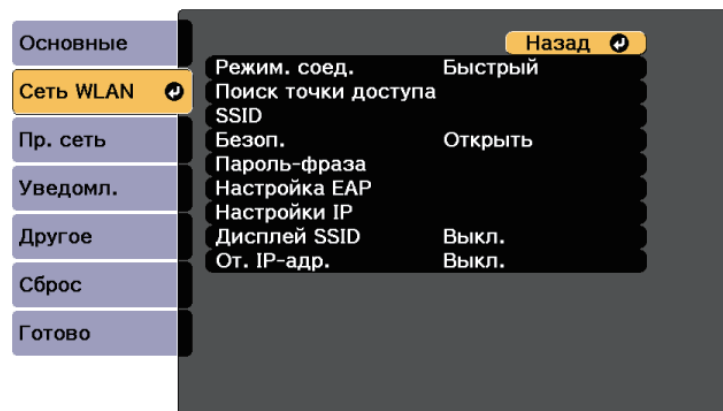 Основные
Сеть WLAN
Пр. сеть
Уведомл.
Другое
Сброс
Готово
Назад
Режим. соед. Быстрый
Поиск точки доступа
SSID
Безоп. Открыть
Пароль-фраза
Настройка EAP
Настройки IP
Дисплей SSID Выкл.
От. IP-адр. Выкл.